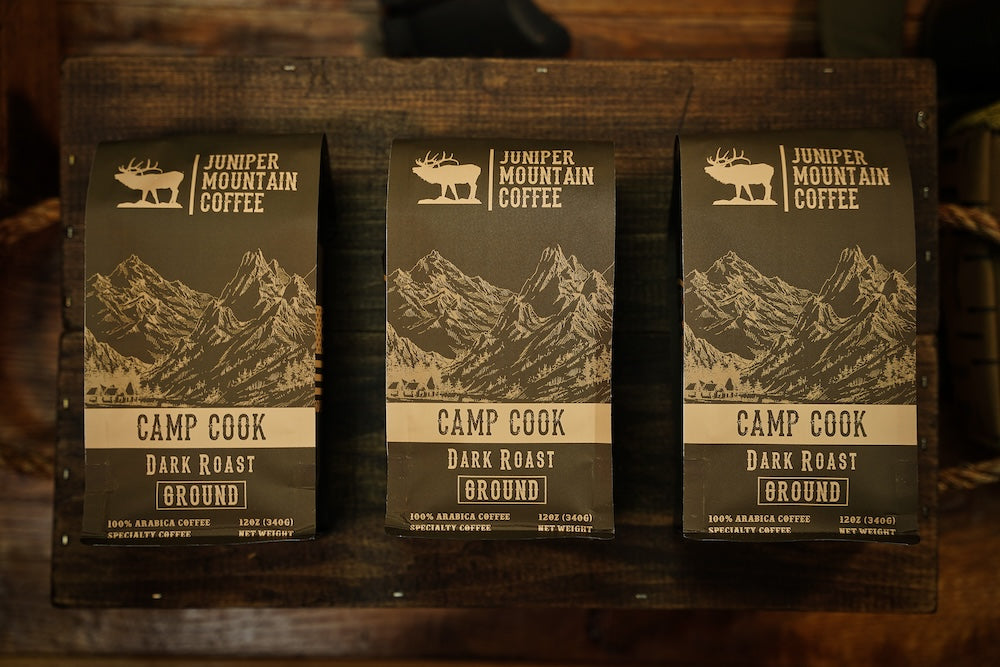 JUNIPER
MOUNTAIN
COFFEE
CAMP COOK
DARK ROAST
GROUND
100% ARABICA COFFEE
SPECIALTY COFFEE
12OZ (340G)
NET WEIGHT
JUNIPER
MOUNTAIN
COFFEE
CAMP COOK
DARK ROAST
GROUND
100% ARABICA COFFEE
SPECIALTY COFFEE
12OZ (340G)
NET WEIGHT
JUNIPER
MOUNTAIN
COFFEE
CAMP COOK
DARK ROAST
GROUND
100% ARABICA COFFEE
SPECIALTY COFFEE
12OZ (340G)
NET WEIGHT